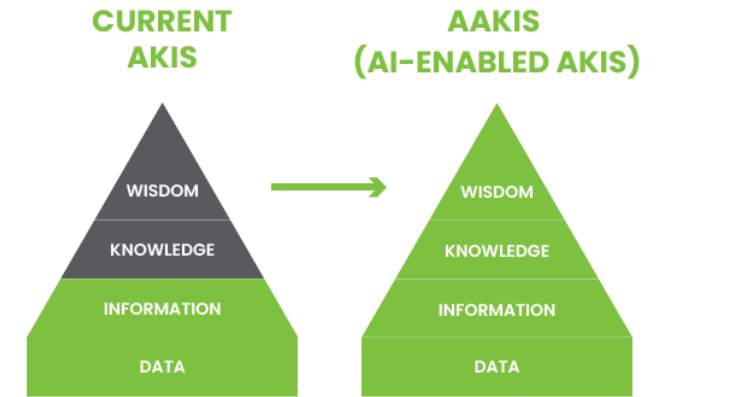 CURRENT
AKIS
WISDOM
KNOWLEDGE
INFORMATION
DATA
AAKIS
(AI-ENABLED AKIS)
WISDOM
KNOWLEDGE
INFORMATION
DATA